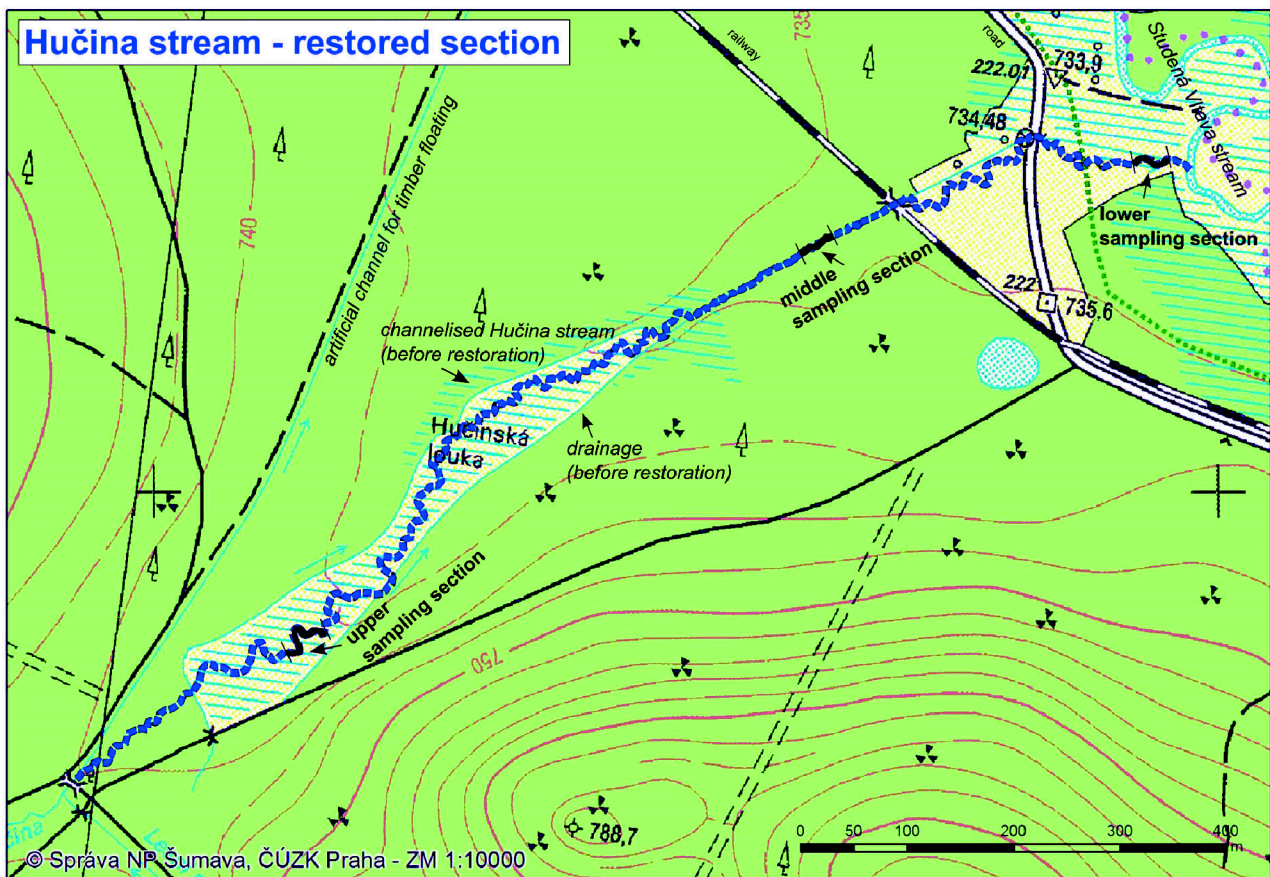 Hučina stream - restored section
735
railway
road
222.01
733,9
Studená Vltava stream
734,48
artificial channel for timber floating
740
lower
sampling section
middle
sampling section
222
735.6
channelised Hučina stream
(before restoration)
Hučinská
louka
drainage
(before restoration)
upper
sampling section
750
788,7
0 50 100 200 300 400
m
© Správa NP Šumava, ČÚZK Praha - ZM 1:10000